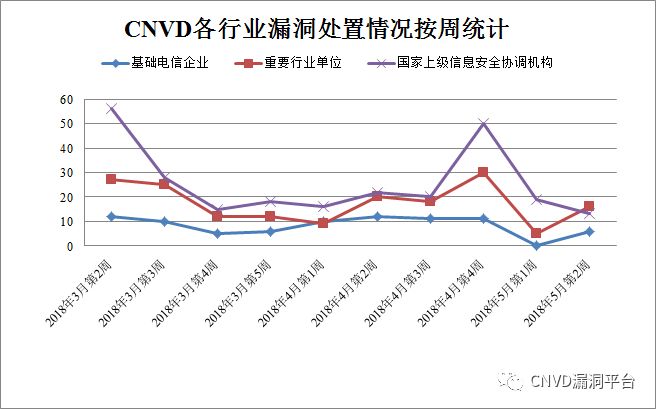 CNVD各行业漏洞处置情况按周统计
基础电信企业 重要行业单位 国家上级信息安全协调机构
60
50
40
30
20
10
0
2018年3月第2周
2018年3月第3周
2018年3月第4周
2018年3月第5周
2018年4月第1周
2018年4月第2周
2018年4月第3周
2018年4月第4周
2018年5月第1周
2018年5月第2周
CNVD漏洞平台